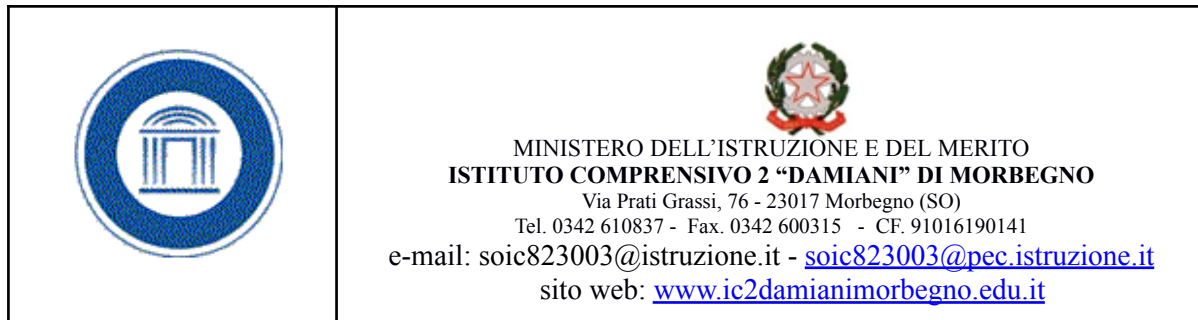 MINISTERO DELL’ISTRUZIONE E DEL MERITO
ISTITUTO COMPRENSIVO 2 “DAMIANI” DI MORBEGNO
Via Prati Grassi, 76 - 23017 Morbegno (SO)
Tel. 0342 610837 - Fax. 0342 600315 - CF. 91016190141
e-mail: soic823003@istruzione.it - soic823003@pec.istruzione.it
sito web: www.ic2damianimorbegno.edu.it